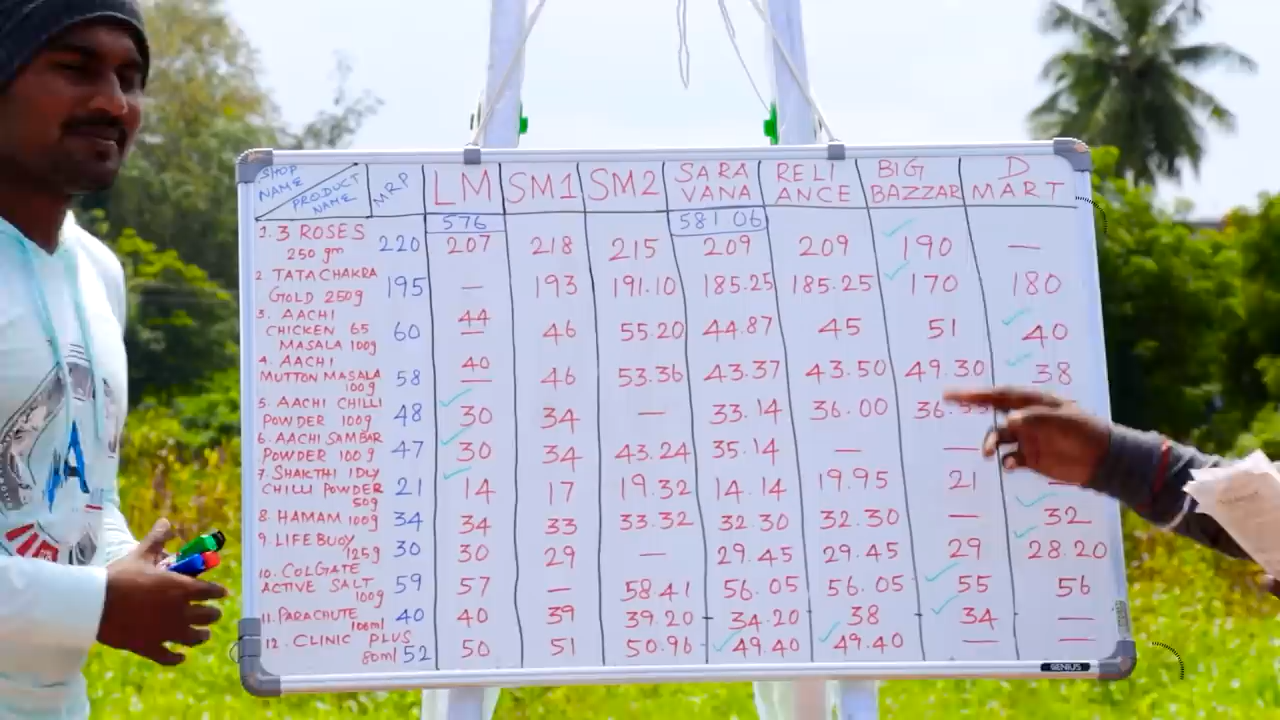 SHOP NAME PRODUCT NAME MRP LM SM1 SM2 SARA VANA RELI ANCE BIG BAZZAR D MART
576 581.06
1. 3 ROSES 250 gm 220 207 218 215 209 209 190 —
2 TATA CHAKRA GOLD 250g 195 — 193 191.10 185.25 185.25 170 180
3. AACHI CHICKEN 65 MASALA 100g 60 44 46 55.20 44.87 45 51 40
4. AACHI MUTTON MASALA 100g 58 40 46 53.36 43.37 43.50 49.30 38
5. AACHI CHILLI POWDER 100g 48 30 34 — 33.14 36.00 36.
6. AACHI SAMBAR POWDER 100 g 47 30 34 43.24 35.14 — —
7. SHAKTHI IDLY CHILLI POWDER 50g 21 14 17 19.32 14.14 19.95 21
8. HAMAM 100g 34 34 33 33.32 32.30 32.30 — 32
9. LIFEBUOY 125g 30 30 29 — 29.45 29.45 29 28.20
10. COLGATE ACTIVE SALT 100g 59 57 — 58.41 56.05 56.05 55 56
11. PARACHUTE 100ml 40 40 39 39.20 34.20 38 34 —
12. CLINIC PLUS 80ml 52 50 51 50.96 49.40 49.40 — —
GENIUS